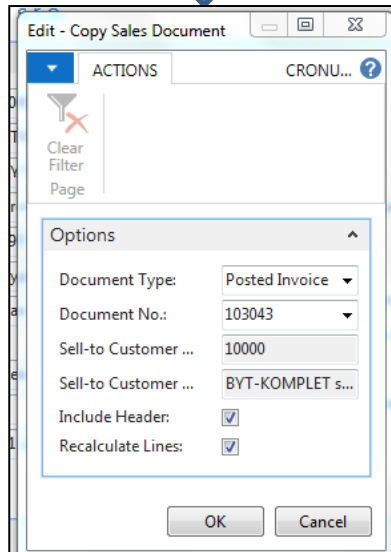 Edit - Copy Sales Document
ACTIONS
CRONU...
Clear
Filter
Page
Options
Document Type: Posted Invoice
Document No.: 103043
Sell-to Customer ... 10000
Sell-to Customer ... BYT-KOMPLET s...
Include Header:
Recalculate Lines:
OK Cancel